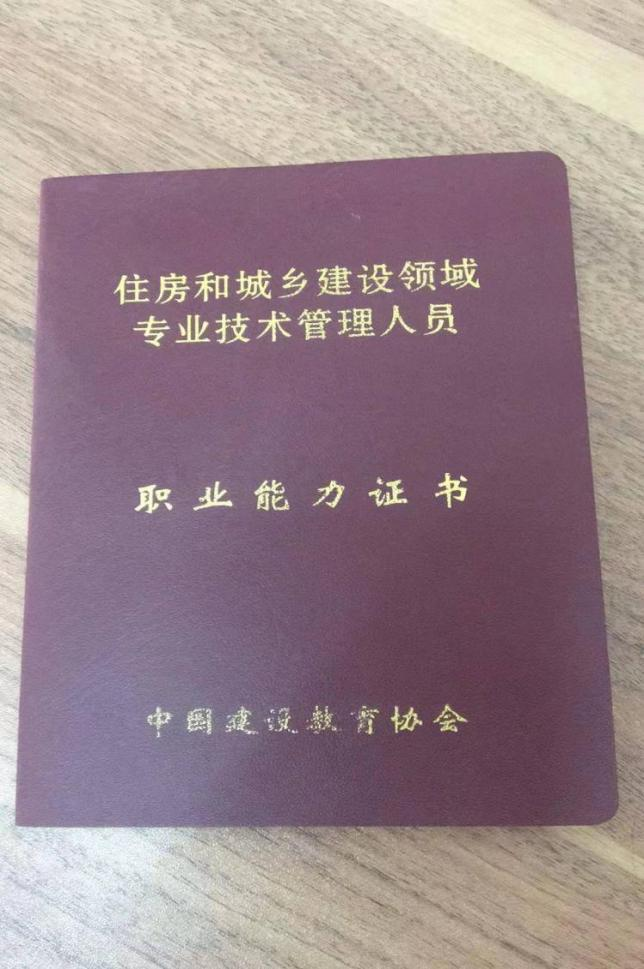 住房和城乡建设领域
专业技术管理人员
职业能力证书
中国建设教育协会